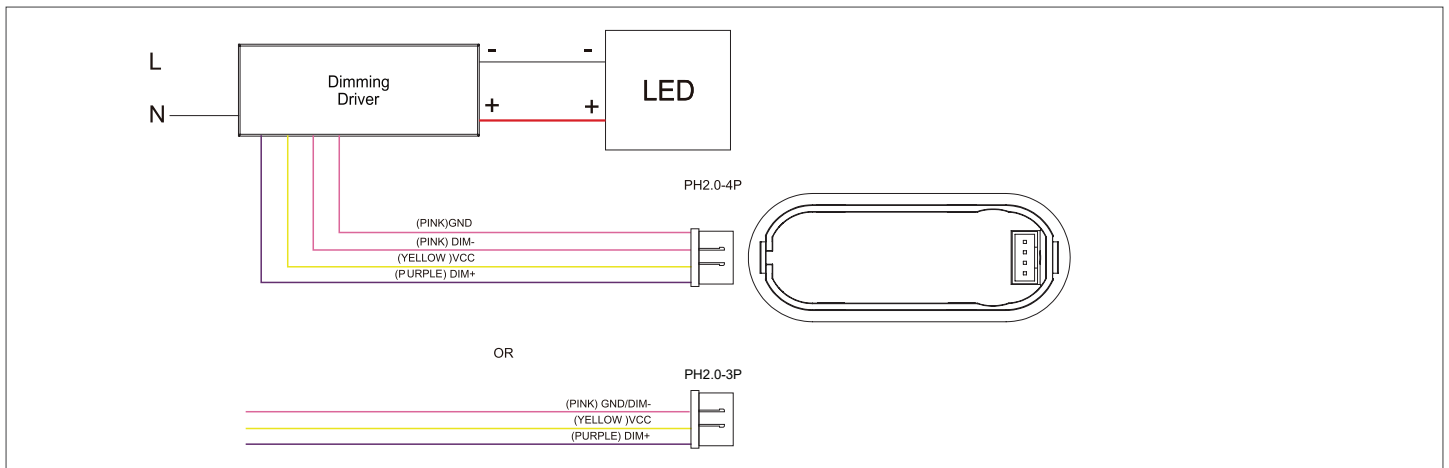 L
N
Dimming
Driver
- -
+ +
LED
PH2.0-4P
(PINK)GND
(PINK) DIM-
(YELLOW )VCC
(PURPLE) DIM+
OR
PH2.0-3P
(PINK) GND/DIM-
(YELLOW )VCC
(PURPLE) DIM+